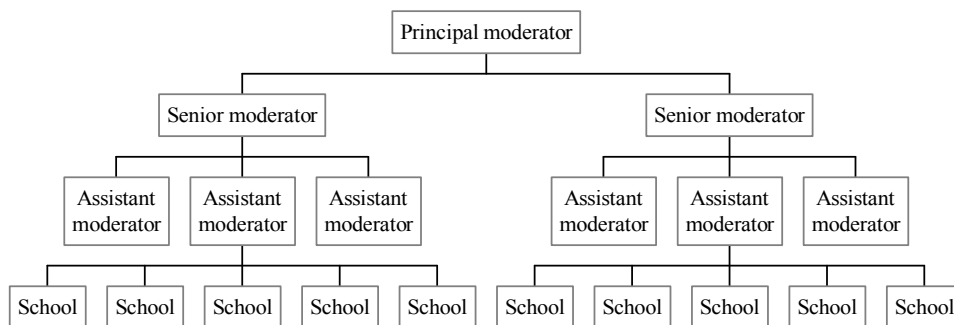 Principal moderator
Senior moderator
Senior moderator
Assistant
moderator
Assistant
moderator
Assistant
moderator
Assistant
moderator
Assistant
moderator
Assistant
moderator
School
School
School
School
School
School
School
School
School
School